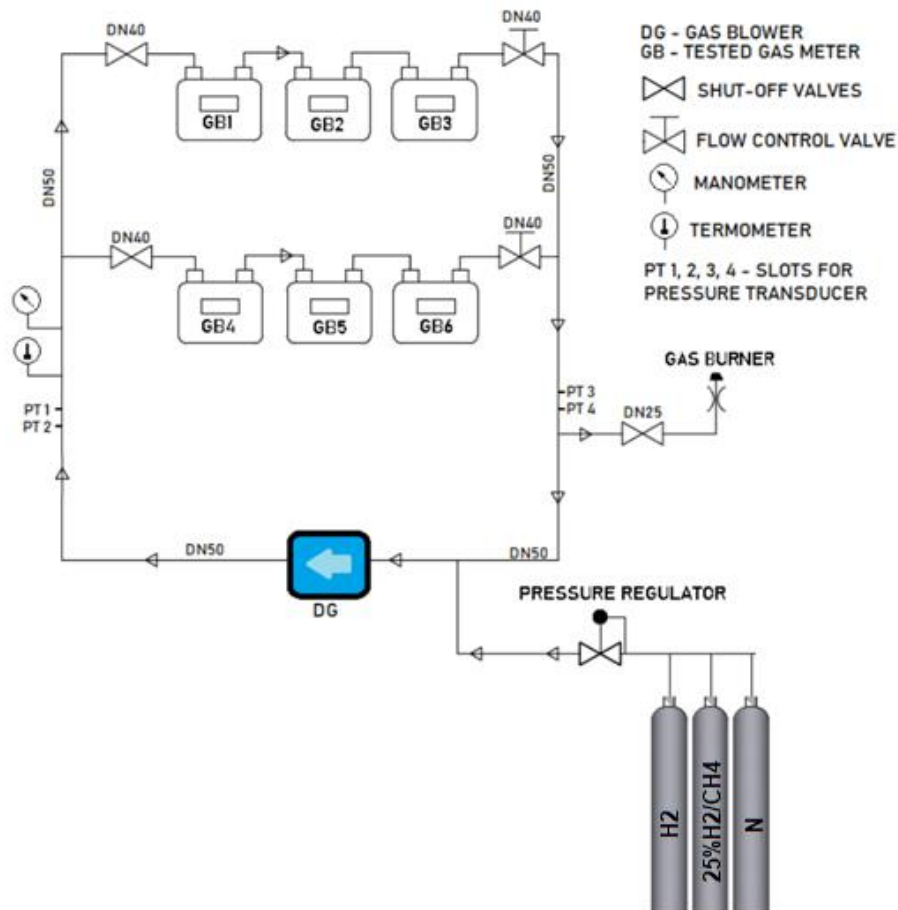 DN40
DN40
DG - GAS BLOWER
GB - TESTED GAS METER
SHUT-OFF VALVES
FLOW CONTROL VALVE
MANOMETER
TERMOMETER
PT 1, 2, 3, 4 - SLOTS FOR
PRESSURE TRANSDUCER
GB1
GB2
GB3
DN50
DN50
DN40
DN40
GB4
GB5
GB6
PT 1
PT 2
PT 3
PT 4
GAS BURNER
DN25
DN50
DN50
DG
PRESSURE REGULATOR
H2
25%H2/CH4
N